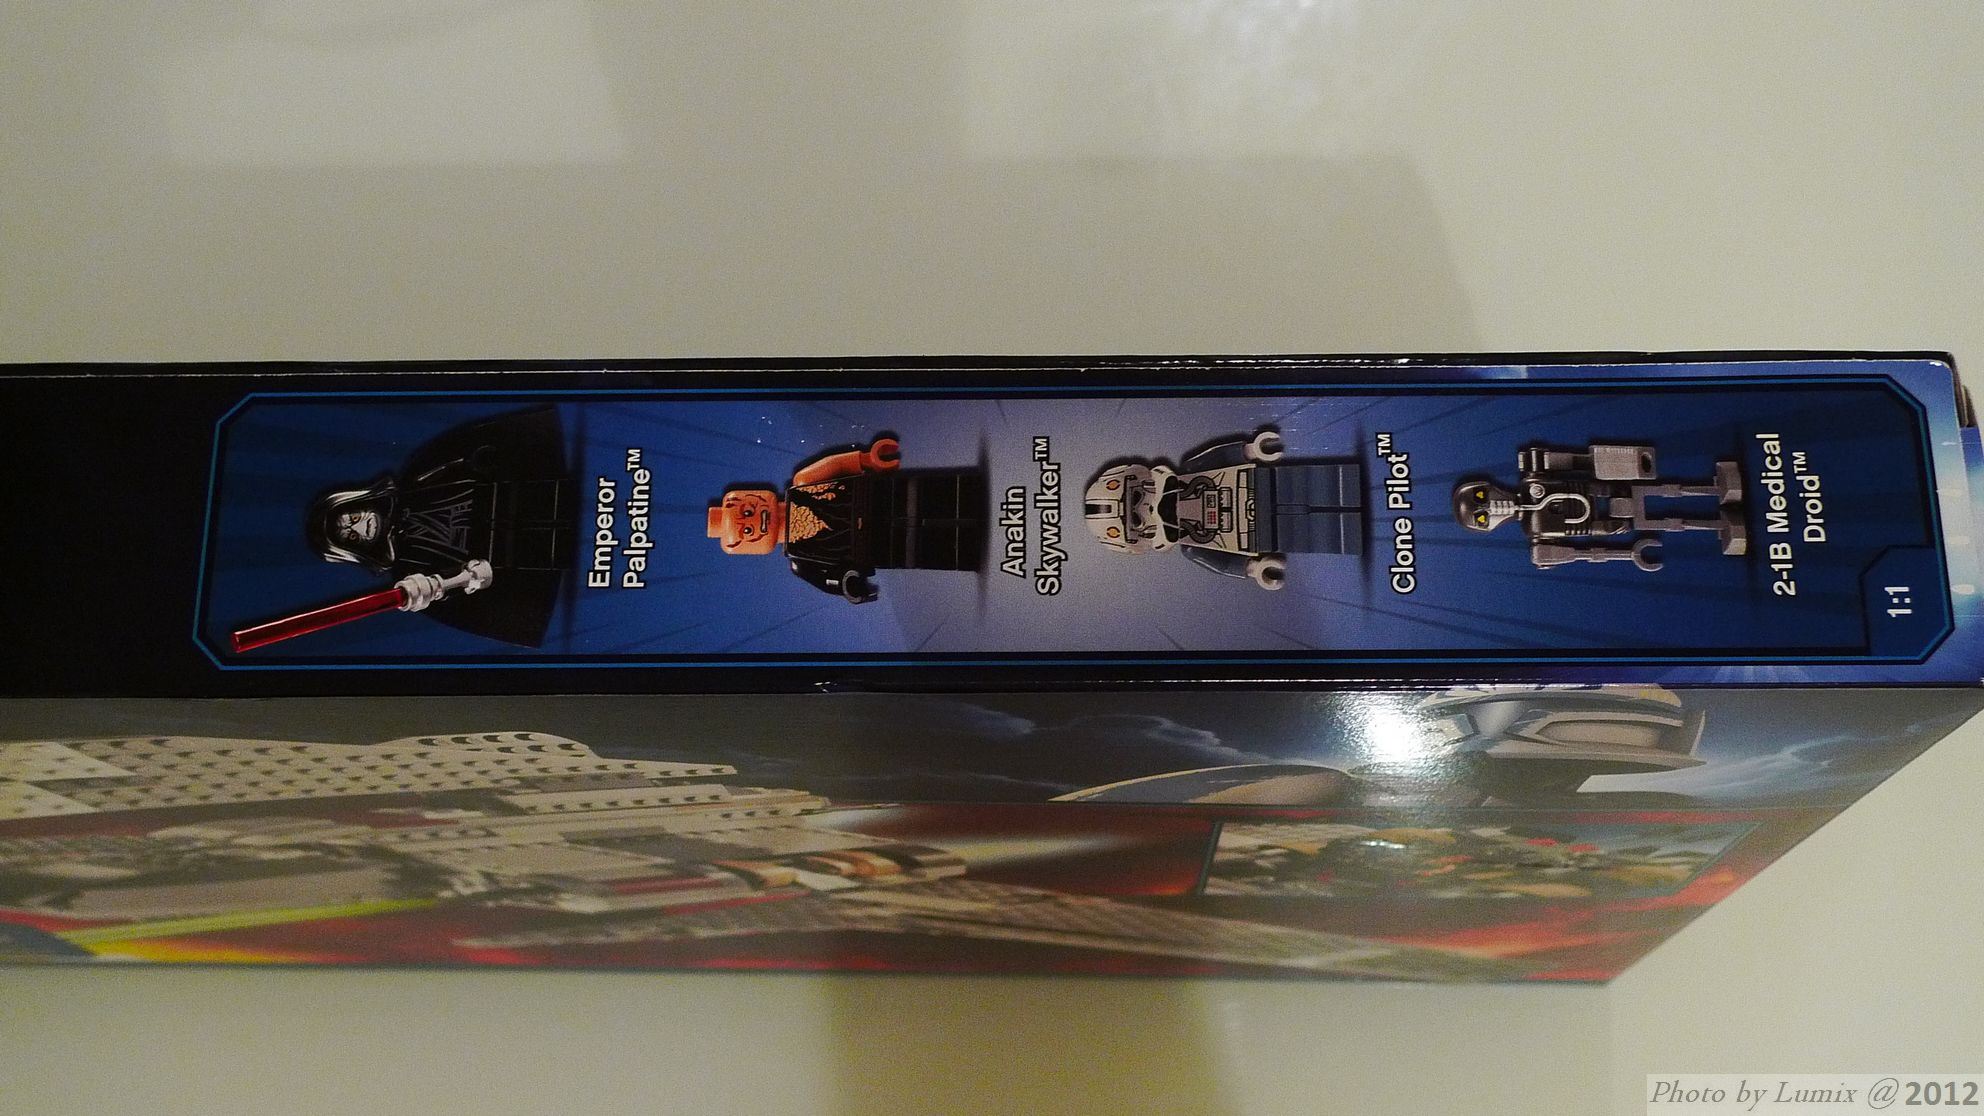 Emperor
Palpatine™
Anakin
Skywalker™
Clone Pilot™
2-1B Medical
Droid™
1:1
Photo by Lumix @ 2012